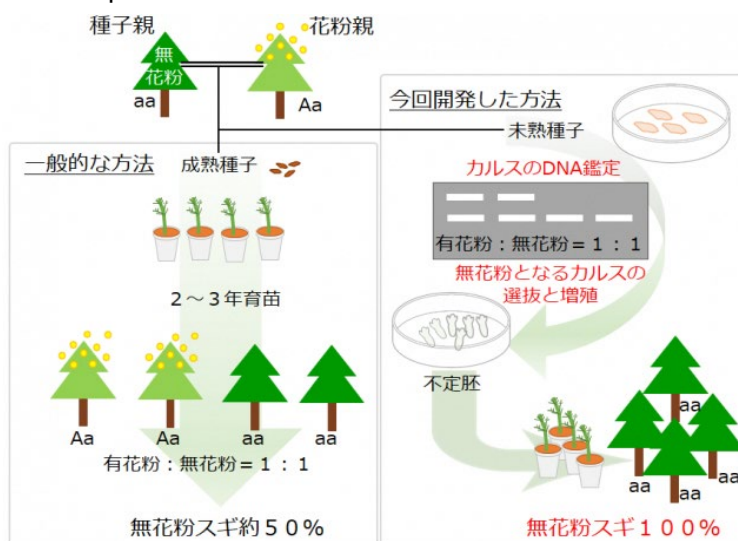 種子親
花粉親
無
花粉
aa
Aa
一般的な方法
成熟種子
２～３年育苗
Aa
Aa
aa
aa
有花粉：無花粉＝１：１
無花粉スギ約５０％
今回開発した方法
未熟種子
カルスのDNA鑑定
有花粉：無花粉＝１：１
無花粉となるカルスの
選抜と増殖
不定胚
aa
aa
aa
aa
無花粉スギ１００％